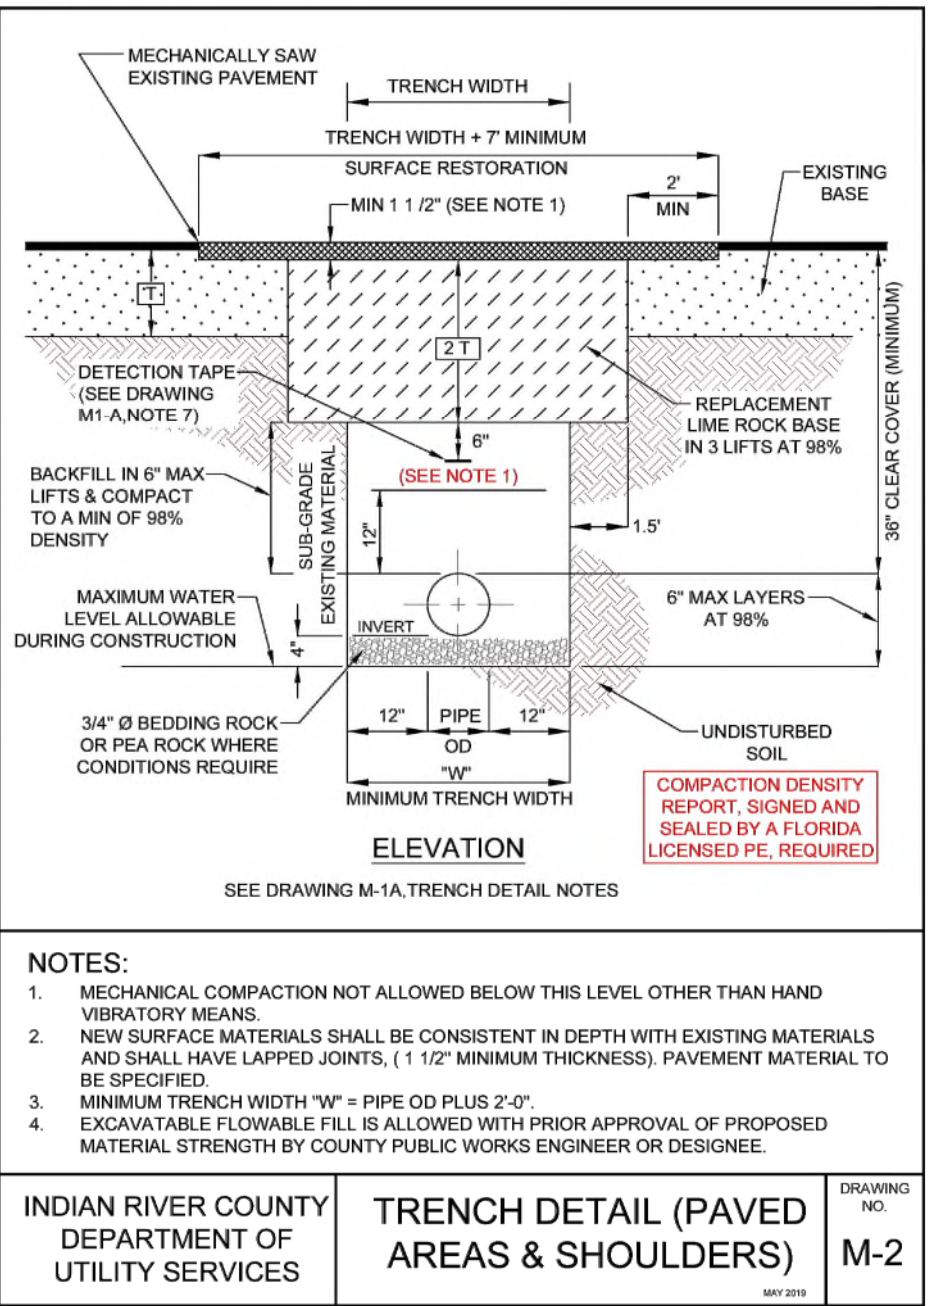 MECHANICALLY SAW
EXISTING PAVEMENT
TRENCH WIDTH
TRENCH WIDTH + 7' MINIMUM
SURFACE RESTORATION
MIN 1 1 /2" (SEE NOTE 1)
2'
MIN
EXISTING
BASE
'T'
2 T
DETECTION TAPE
(SEE DRAWING
M1-A,NOTE 7)
REPLACEMENT
LIME ROCK BASE
IN 3 LIFTS AT 98%
36" CLEAR COVER (MINIMUM)
6"
(SEE NOTE 1)
BACKFILL IN 6" MAX
LIFTS & COMPACT
TO A MIN OF 98%
DENSITY
SUB-GRADE
EXISTING MATERIAL
12"
1.5'
MAXIMUM WATER
LEVEL ALLOWABLE
DURING CONSTRUCTION
6" MAX LAYERS
AT 98%
INVERT
4"
3/4" Ø BEDDING ROCK
OR PEA ROCK WHERE
CONDITIONS REQUIRE
12" PIPE 12"
OD
"W"
MINIMUM TRENCH WIDTH
UNDISTURBED
SOIL
COMPACTION DENSITY
REPORT, SIGNED AND
SEALED BY A FLORIDA
LICENSED PE, REQUIRED
ELEVATION
SEE DRAWING M-1A,TRENCH DETAIL NOTES
NOTES:
1. MECHANICAL COMPACTION NOT ALLOWED BELOW THIS LEVEL OTHER THAN HAND
VIBRATORY MEANS.
2. NEW SURFACE MATERIALS SHALL BE CONSISTENT IN DEPTH WITH EXISTING MATERIALS
AND SHALL HAVE LAPPED JOINTS, ( 1 1/2" MINIMUM THICKNESS). PAVEMENT MATERIAL TO
BE SPECIFIED.
3. MINIMUM TRENCH WIDTH "W" = PIPE OD PLUS 2'-0".
4. EXCAVATABLE FLOWABLE FILL IS ALLOWED WITH PRIOR APPROVAL OF PROPOSED
MATERIAL STRENGTH BY COUNTY PUBLIC WORKS ENGINEER OR DESIGNEE.
INDIAN RIVER COUNTY
DEPARTMENT OF
UTILITY SERVICES
TRENCH DETAIL (PAVED
AREAS & SHOULDERS)
MAY 2019
DRAWING
NO.
M-2